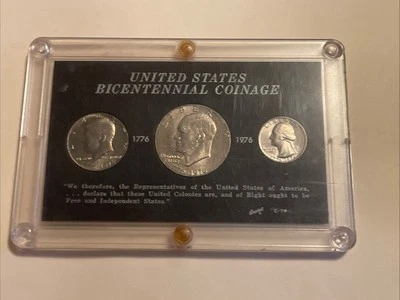 UNITED STATES
BICENTENNIAL COINAGE
1776
1976
"We therefore, the Representatives of the United States of America,
. . . declare that these United Colonies are, and of Right ought to be
Free and Independent States."